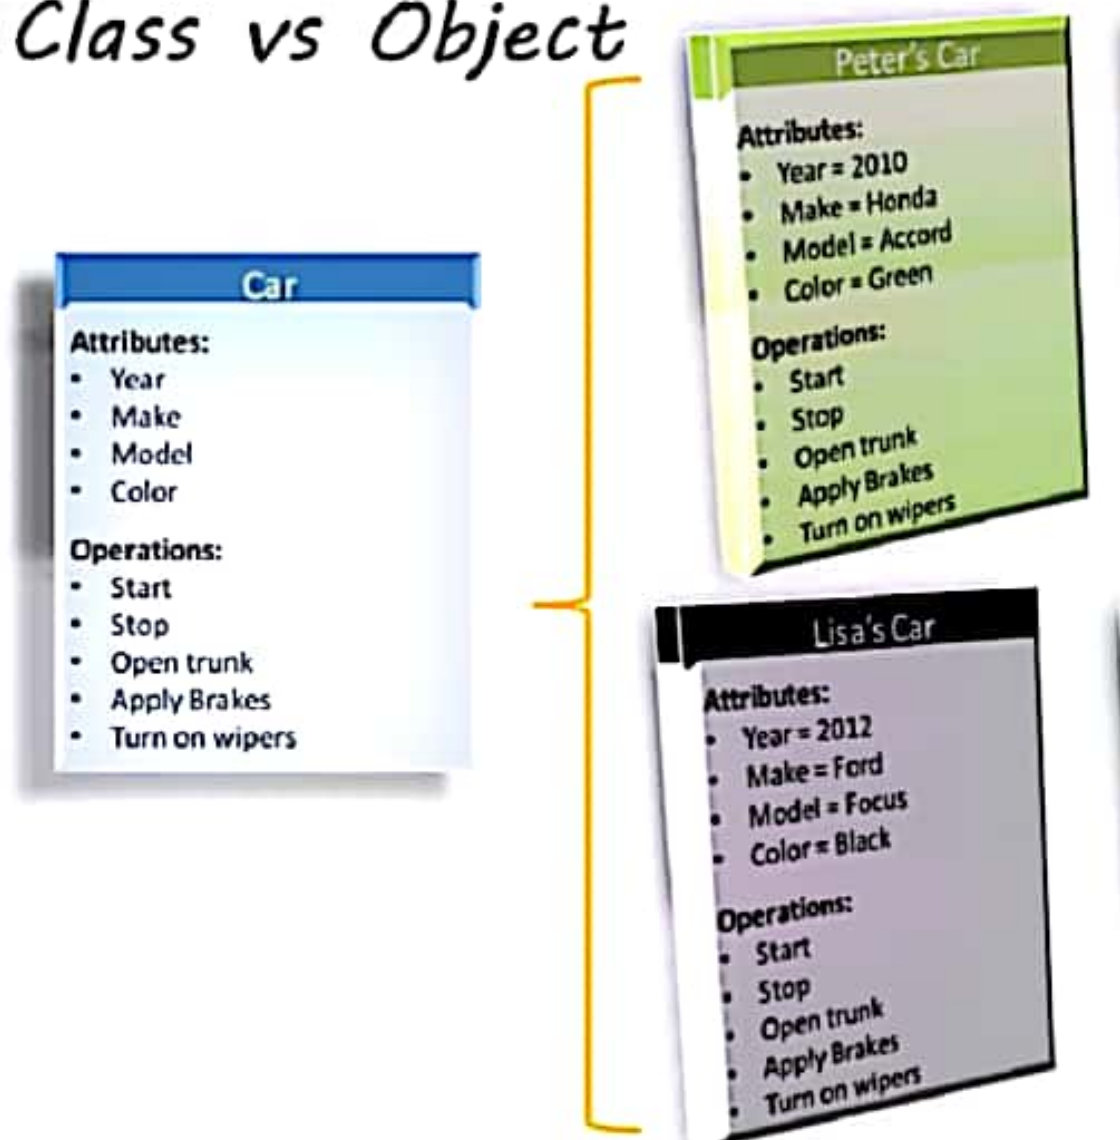 Class vs Object
Car
Attributes:
• Year
• Make
• Model
• Color
Operations:
• Start
• Stop
• Open trunk
• Apply Brakes
• Turn on wipers
Peter's Car
Attributes:
• Year = 2010
• Make = Honda
• Model = Accord
• Color = Green
Operations:
• Start
• Stop
• Open trunk
• Apply Brakes
• Turn on wipers
Lisa's Car
Attributes:
• Year = 2012
• Make = Ford
• Model = Focus
• Color = Black
Operations:
• Start
• Stop
• Open trunk
• Apply Brakes
• Turn on wipers